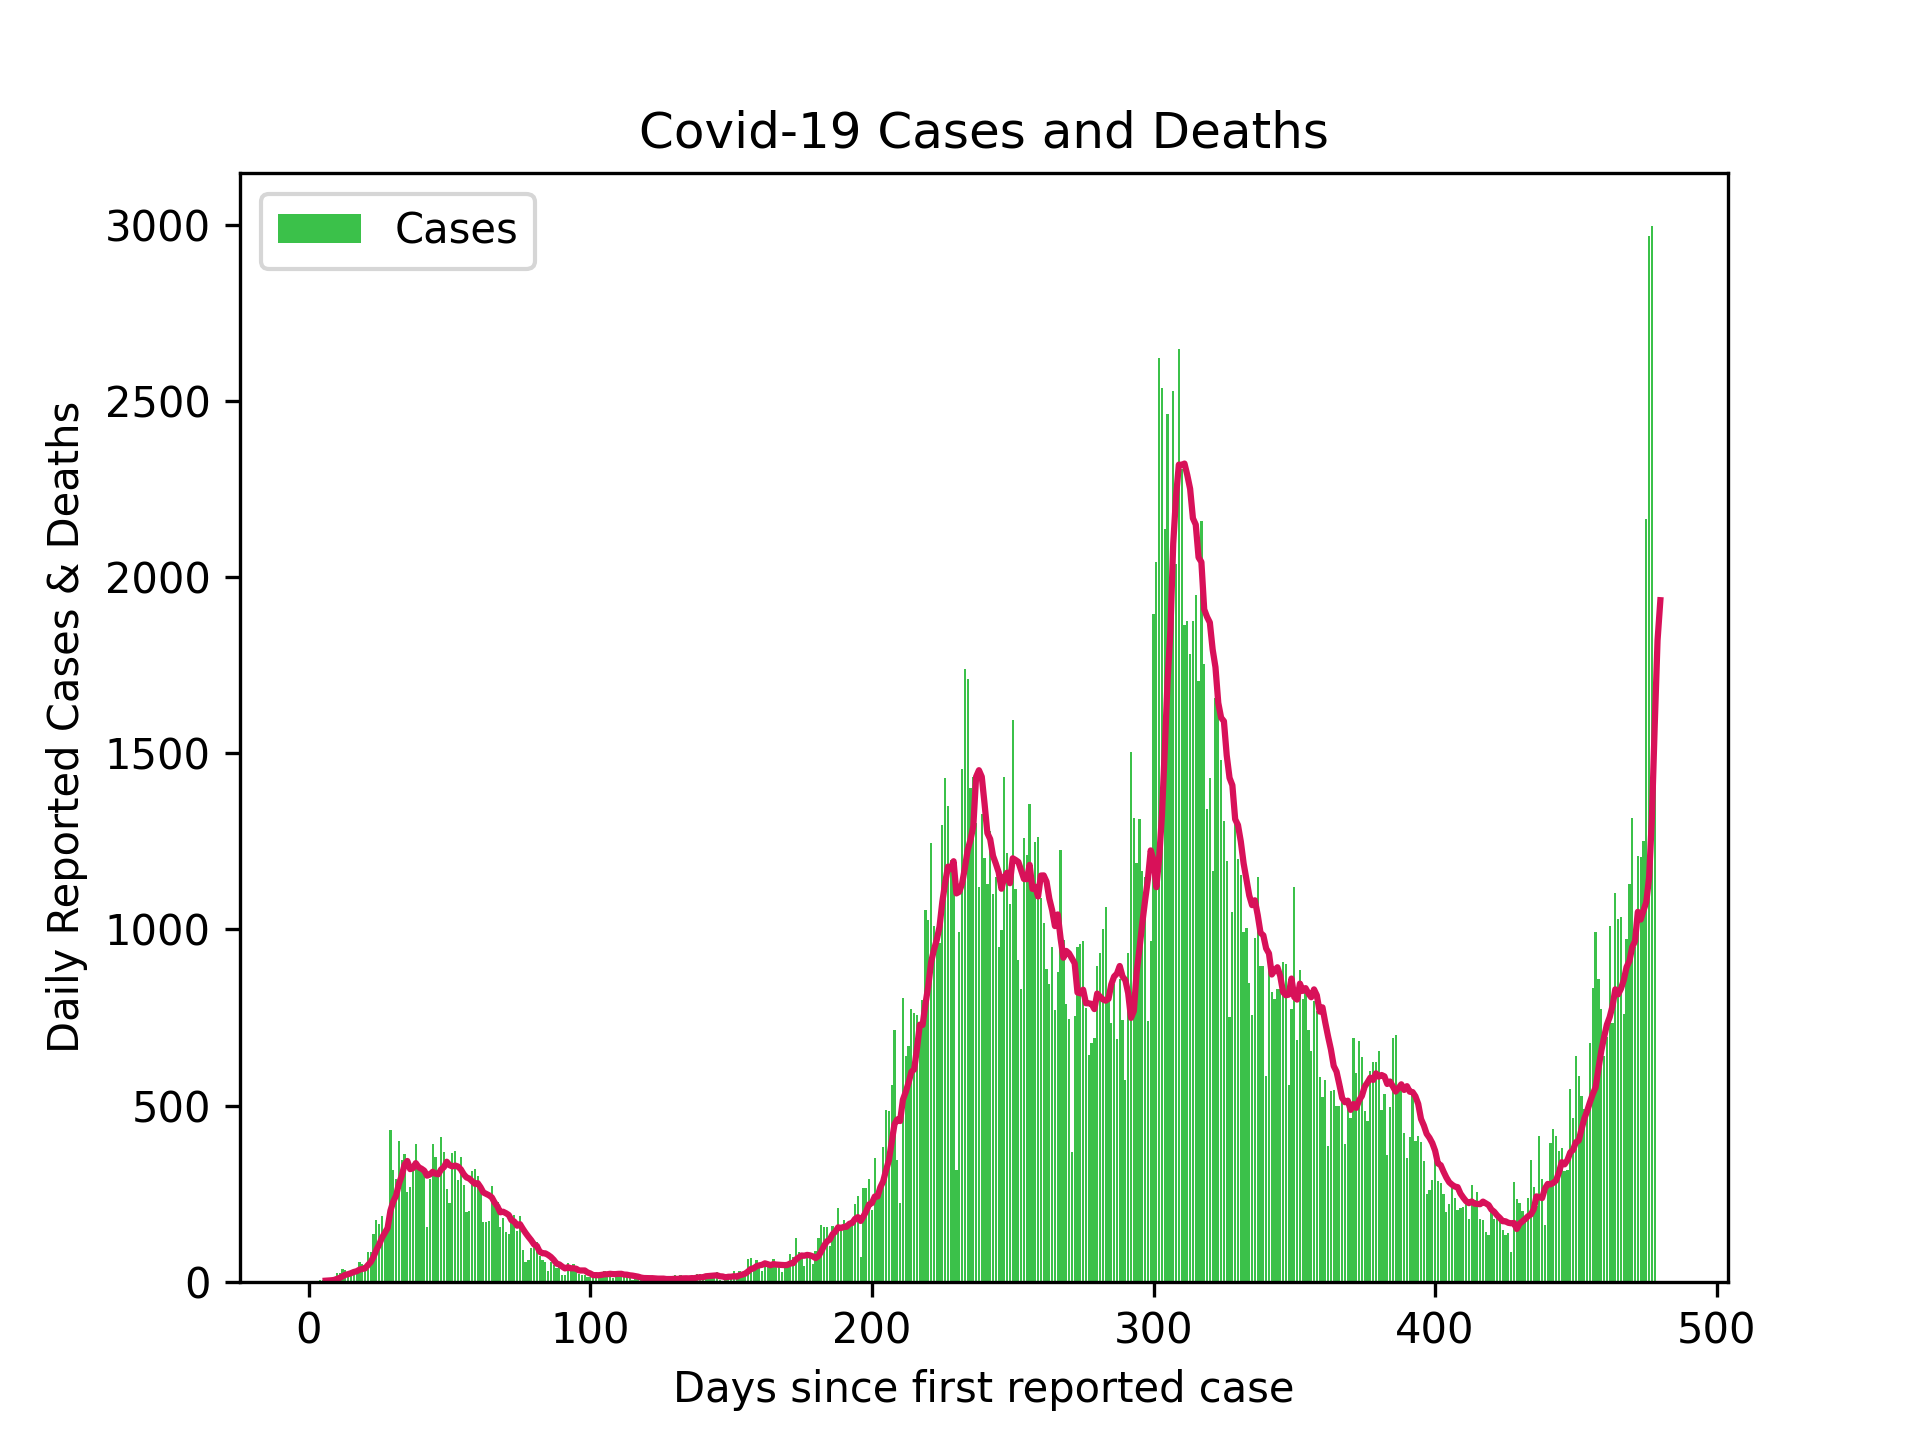 Covid-19 Cases and Deaths
Cases
Daily Reported Cases & Deaths
3000
2500
2000
1500
1000
500
0
0 100 200 300 400 500
Days since first reported case